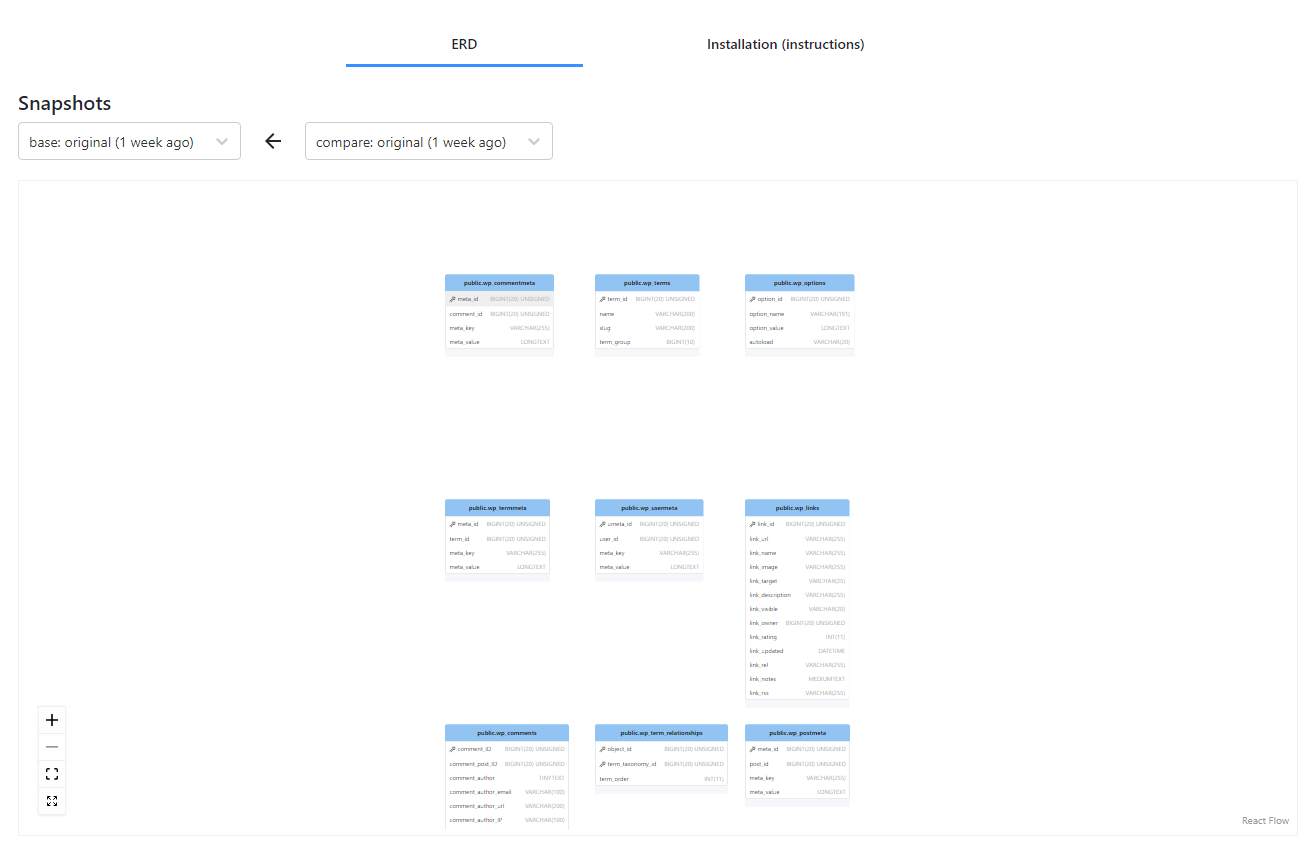 ERD
Installation (instructions)
Snapshots
base: original (1 week ago)
compare: original (1 week ago)
public.wp_commentmeta
meta_id BIGINT(20) UNSIGNED
comment_id BIGINT(20) UNSIGNED
meta_key VARCHAR(255)
meta_value LONGTEXT
public.wp_terms
term_id BIGINT(20) UNSIGNED
name VARCHAR(200)
slug VARCHAR(200)
term_group BIGINT(10)
public.wp_options
option_id BIGINT(20) UNSIGNED
option_name VARCHAR(191)
option_value LONGTEXT
autoload VARCHAR(20)
public.wp_termmeta
meta_id BIGINT(20) UNSIGNED
term_id BIGINT(20) UNSIGNED
meta_key VARCHAR(255)
meta_value LONGTEXT
public.wp_usermeta
umeta_id BIGINT(20) UNSIGNED
user_id BIGINT(20) UNSIGNED
meta_key VARCHAR(255)
meta_value LONGTEXT
public.wp_links
link_id BIGINT(20) UNSIGNED
link_url VARCHAR(255)
link_name VARCHAR(255)
link_image VARCHAR(255)
link_target VARCHAR(25)
link_description VARCHAR(255)
link_visible VARCHAR(20)
link_owner BIGINT(20) UNSIGNED
link_rating INT(11)
link_updated DATETIME
link_rel VARCHAR(255)
link_notes MEDIUMTEXT
link_rss VARCHAR(255)
public.wp_comments
comment_ID BIGINT(20) UNSIGNED
comment_post_ID BIGINT(20) UNSIGNED
comment_author TINYTEXT
comment_author_email VARCHAR(100)
comment_author_url VARCHAR(200)
comment_author_IP VARCHAR(100)
public.wp_term_relationships
object_id BIGINT(20) UNSIGNED
term_taxonomy_id BIGINT(20) UNSIGNED
term_order INT(11)
public.wp_postmeta
meta_id BIGINT(20) UNSIGNED
post_id BIGINT(20) UNSIGNED
meta_key VARCHAR(255)
meta_value LONGTEXT
React Flow